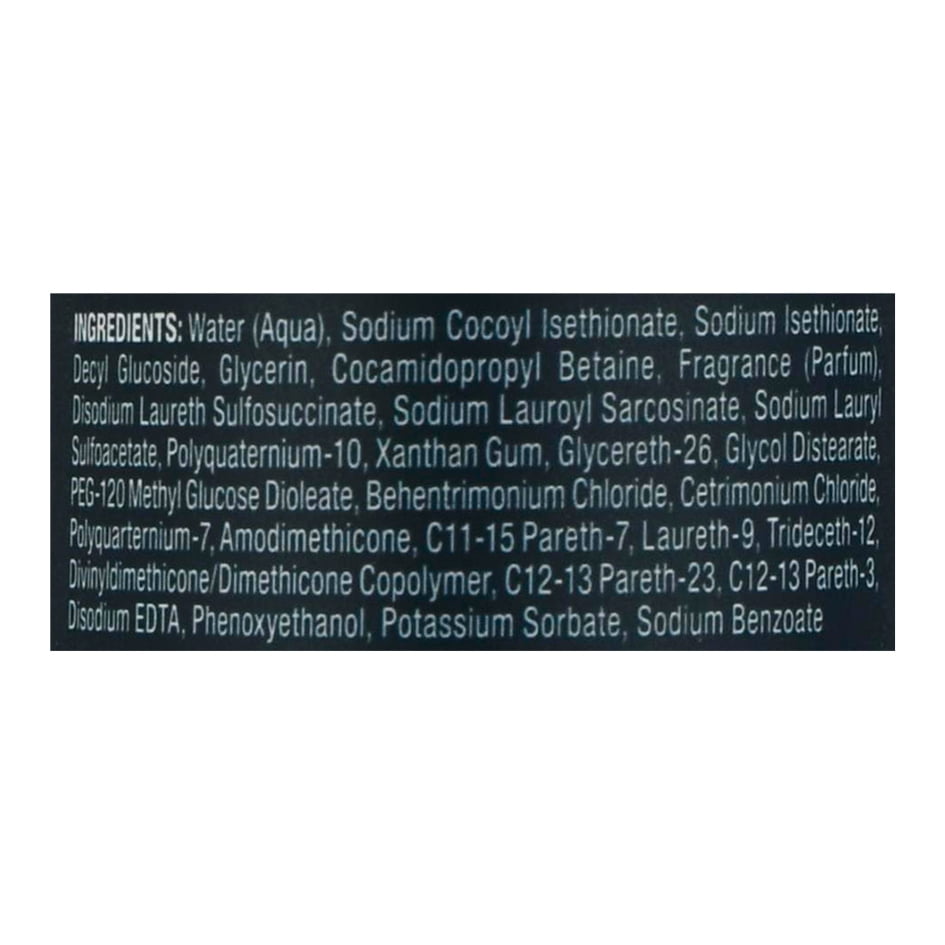 INGREDIENTS: Water (Aqua), Sodium Cocoyl Isethionate, Sodium Isethionate,
Decyl Glucoside, Glycerin, Cocamidopropyl Betaine, Fragrance (Parfum),
Disodium Laureth Sulfosuccinate, Sodium Lauroyl Sarcosinate, Sodium Lauryl
Sulfoacetate, Polyquaternium-10, Xanthan Gum, Glycereth-26, Glycol Distearate,
PEG-120 Methyl Glucose Dioleate, Behentrimonium Chloride, Cetrimonium Chloride,
Polyquarternium-7, Amodimethicone, C11-15 Pareth-7, Laureth-9, Trideceth-12,
Divinyldimethicone/Dimethicone Copolymer, C12-13 Pareth-23, C12-13 Pareth-3,
Disodium EDTA, Phenoxyethanol, Potassium Sorbate, Sodium Benzoate